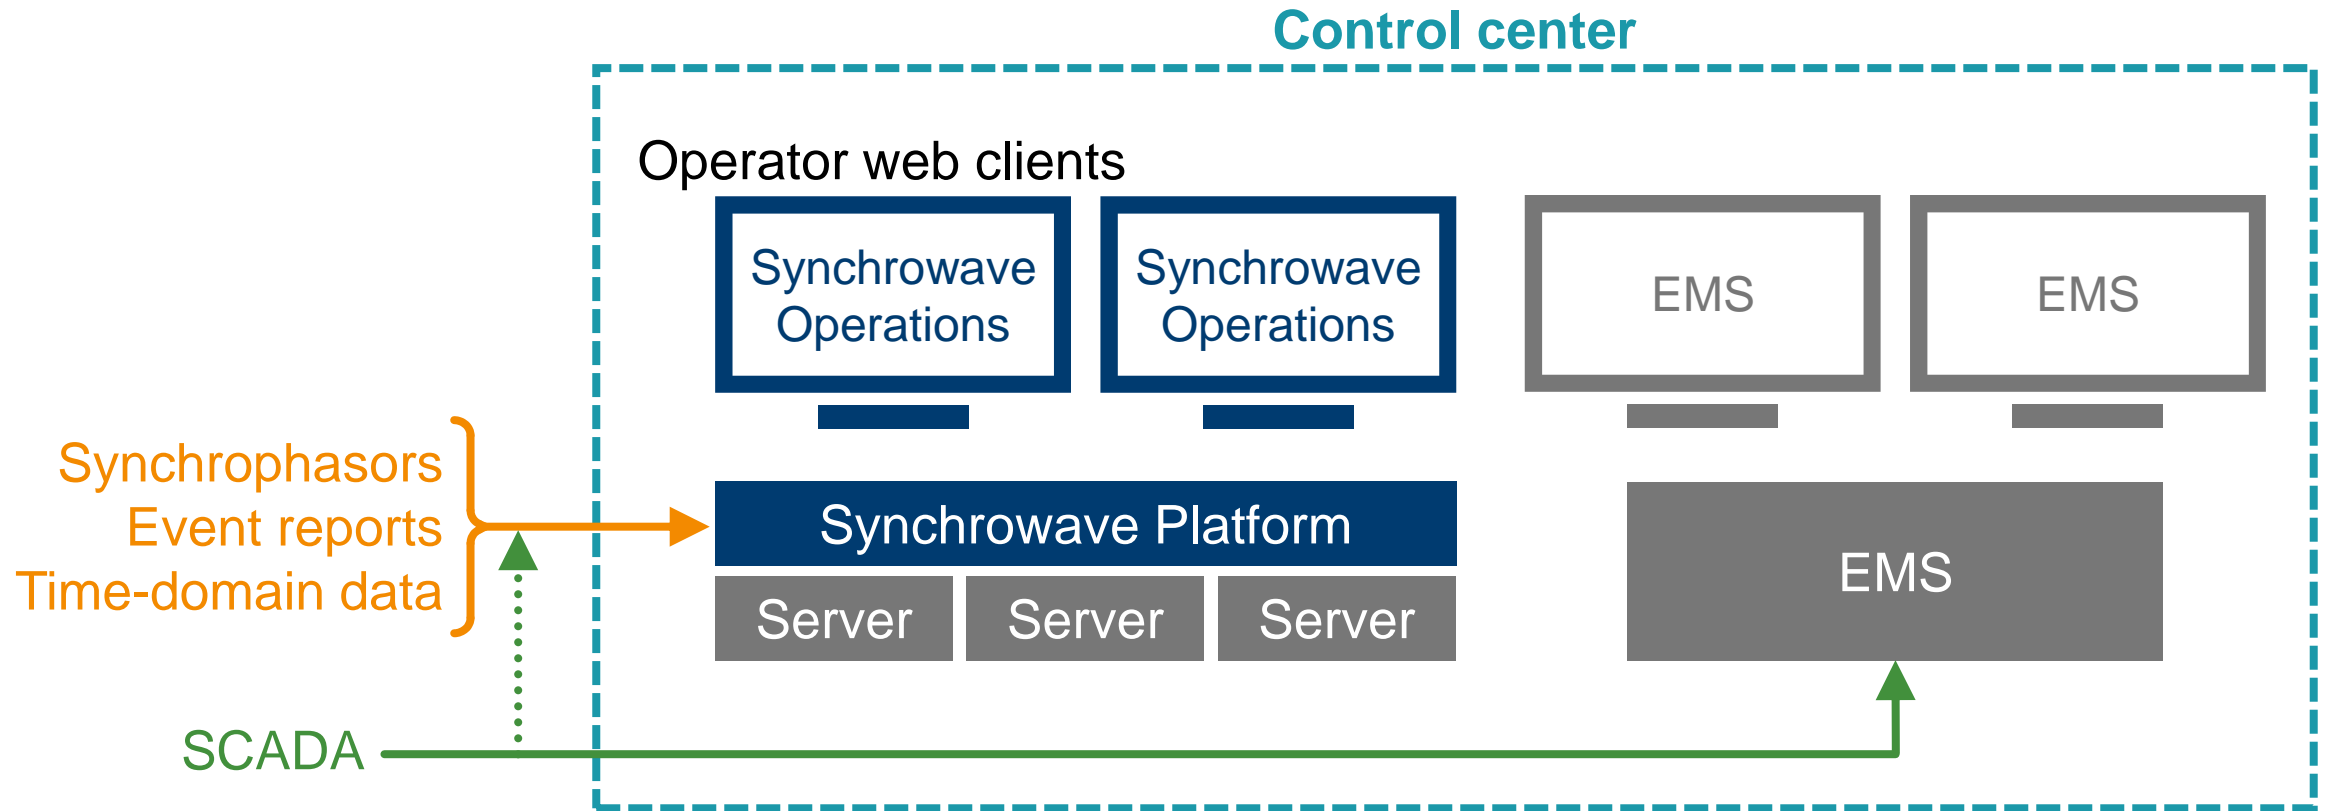 Control center
Operator web clients
Synchrowave
Operations
Synchrowave
Operations
EMS
EMS
Synchrophasors
Event reports
Time-domain data
Synchrowave Platform
Server
Server
Server
EMS
SCADA